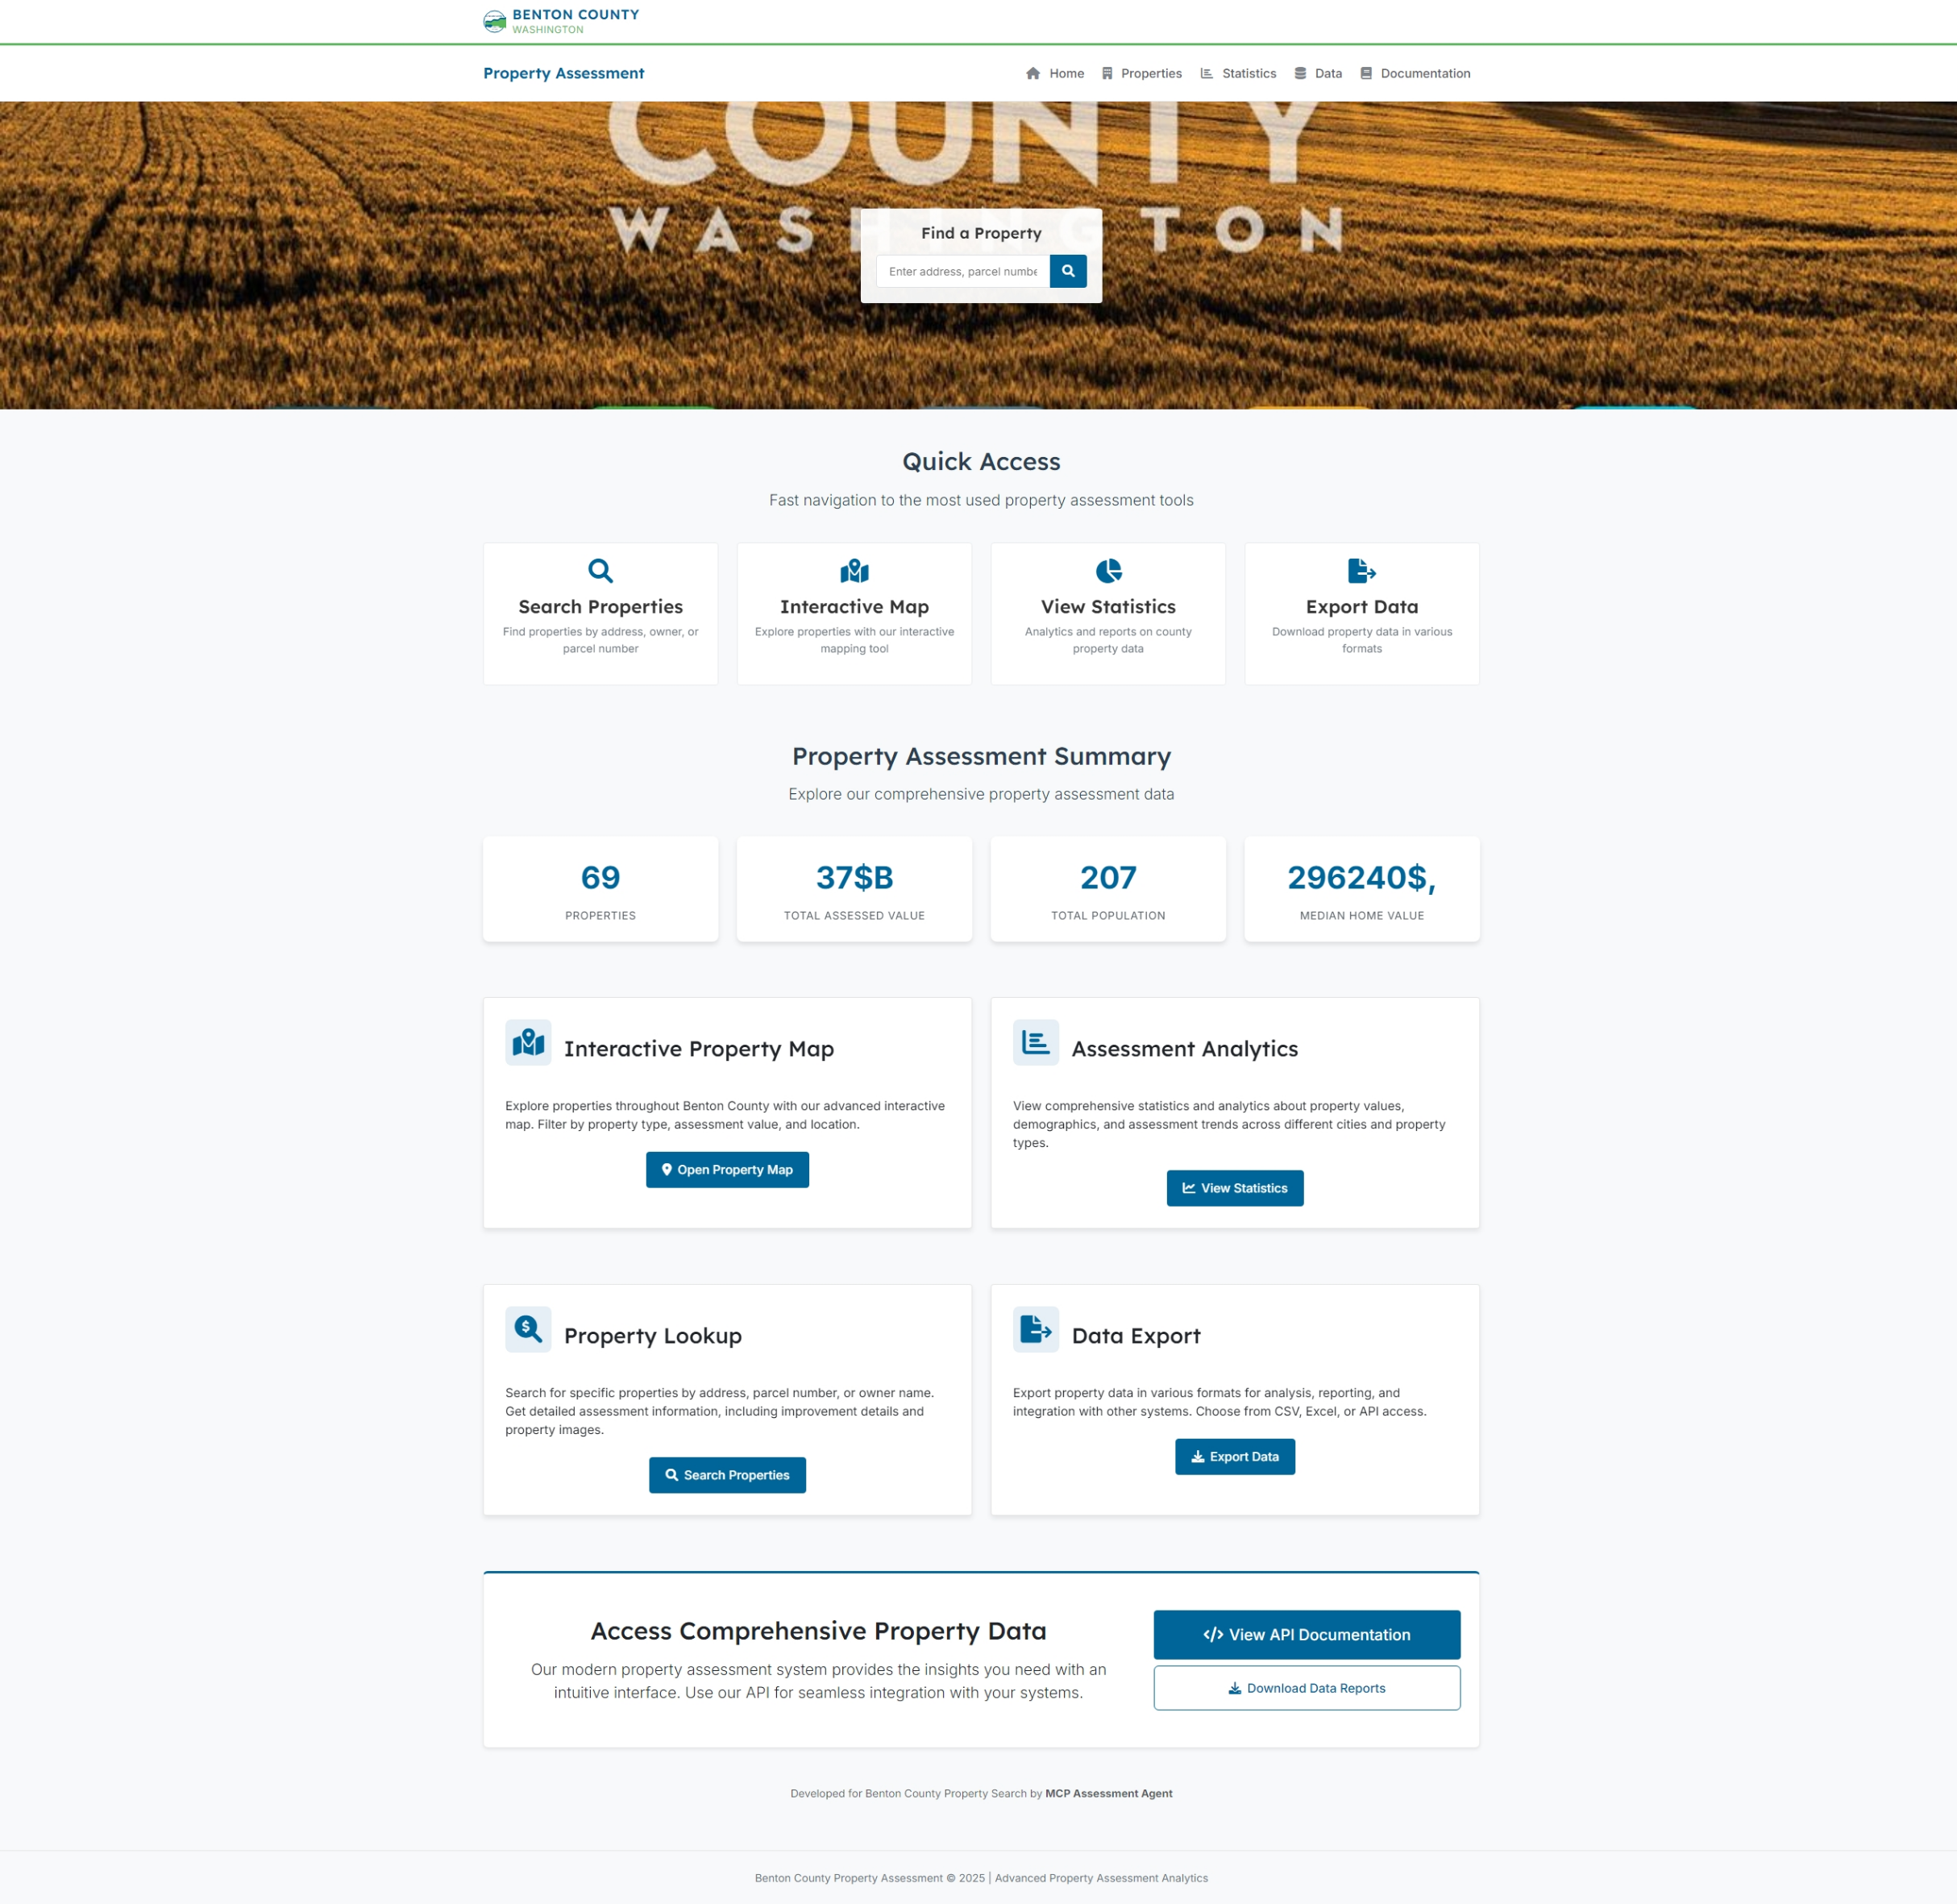 BENTON COUNTY
WASHINGTON
Property Assessment
Home
Properties
Statistics
Data
Documentation
COUNTY
WASHINGTON
Find a Property
Enter address, parcel numbe
Quick Access
Fast navigation to the most used property assessment tools
Search Properties
Find properties by address, owner, or
parcel number
Interactive Map
Explore properties with our interactive
mapping tool
View Statistics
Analytics and reports on county
property data
Export Data
Download property data in various
formats
Property Assessment Summary
Explore our comprehensive property assessment data
69
PROPERTIES
37$B
TOTAL ASSESSED VALUE
207
TOTAL POPULATION
296240$,
MEDIAN HOME VALUE
Interactive Property Map
Explore properties throughout Benton County with our advanced interactive
map. Filter by property type, assessment value, and location.
Open Property Map
Assessment Analytics
View comprehensive statistics and analytics about property values,
demographics, and assessment trends across different cities and property
types.
View Statistics
Property Lookup
Search for specific properties by address, parcel number, or owner name.
Get detailed assessment information, including improvement details and
property images.
Search Properties
Data Export
Export property data in various formats for analysis, reporting, and
integration with other systems. Choose from CSV, Excel, or API access.
Export Data
Access Comprehensive Property Data
Our modern property assessment system provides the insights you need with an
intuitive interface. Use our API for seamless integration with your systems.
View API Documentation
Download Data Reports
Developed for Benton County Property Search by MCP Assessment Agent
Benton County Property Assessment © 2025 | Advanced Property Assessment Analytics